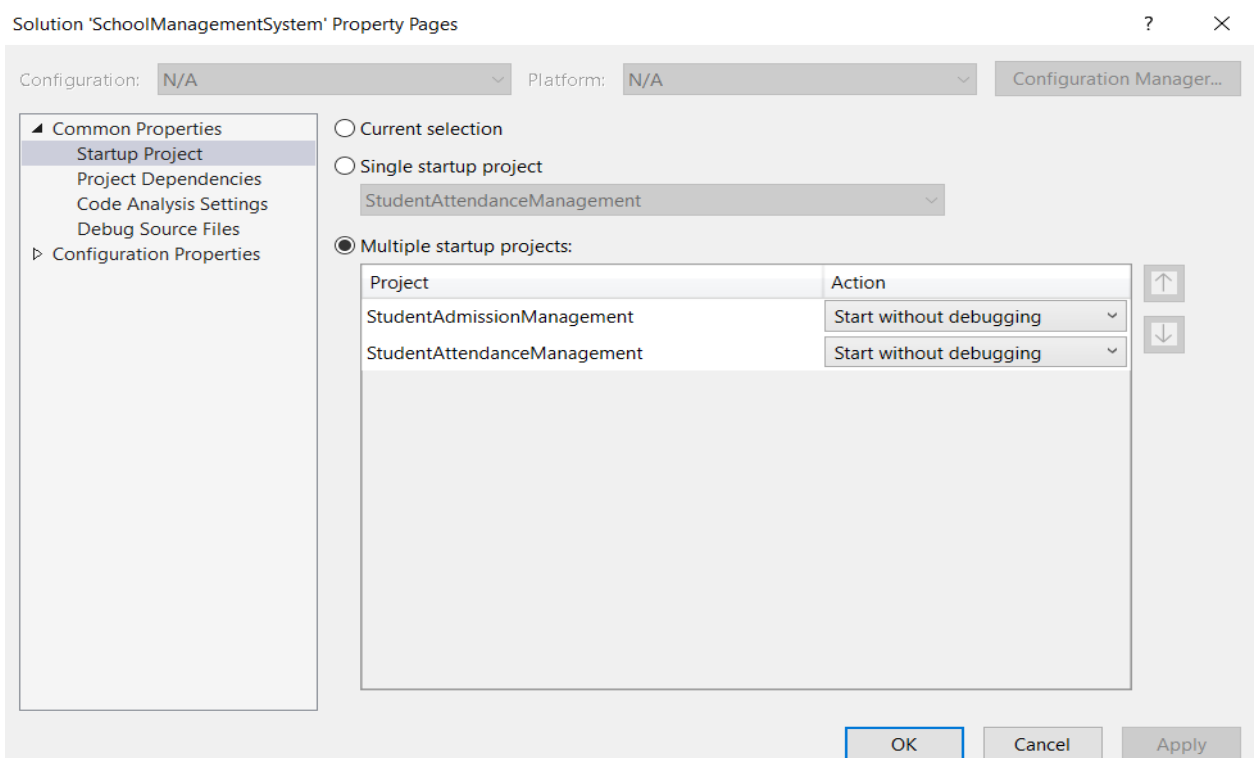 Solution 'SchoolManagementSystem' Property Pages ?
Configuration: N/A Platform: N/A Configuration Manager...
Common Properties
Startup Project
Project Dependencies
Code Analysis Settings
Debug Source Files
Configuration Properties
Current selection
Single startup project
StudentAttendanceManagement
Multiple startup projects:
Project Action
StudentAdmissionManagement Start without debugging
StudentAttendanceManagement Start without debugging
OK Cancel Apply